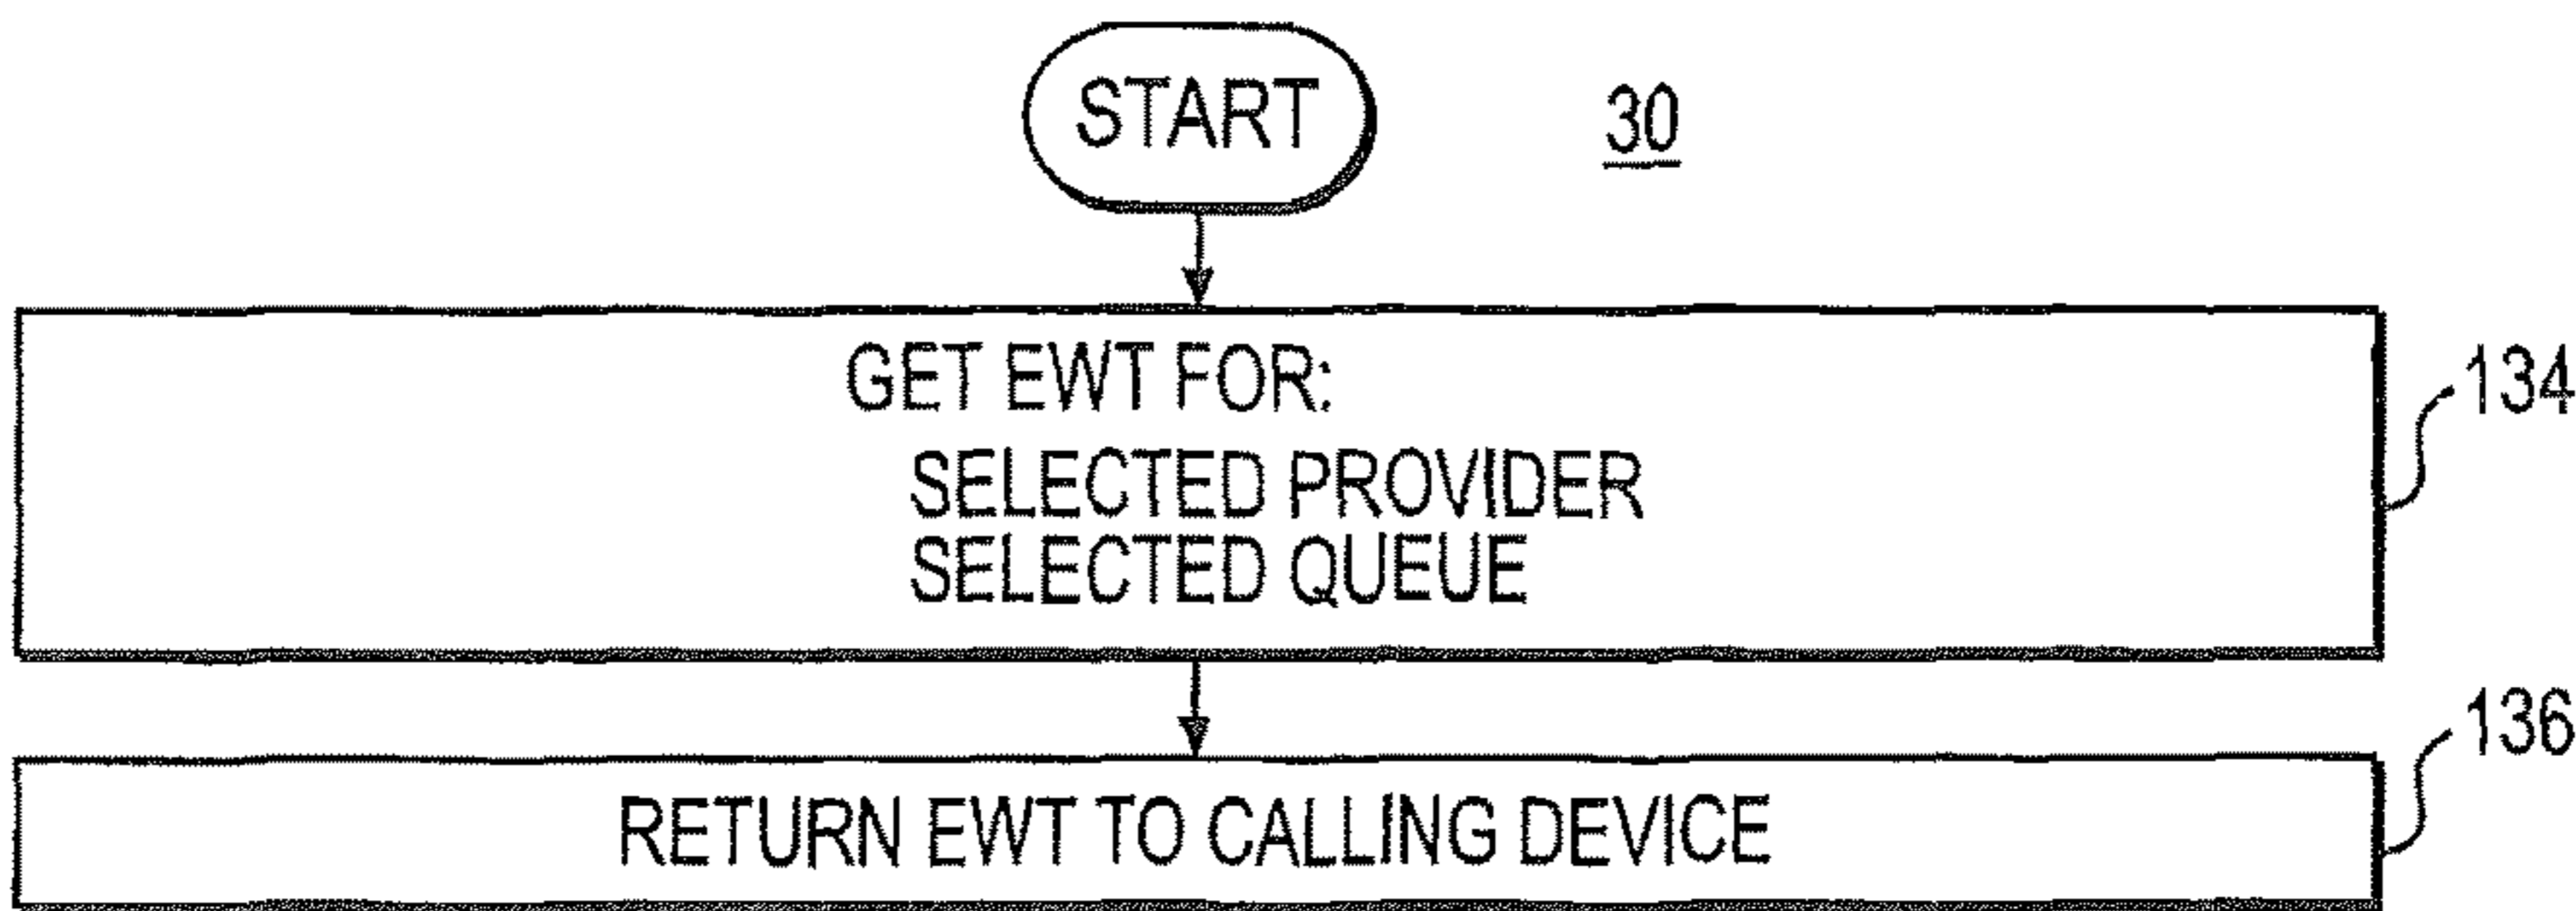 START
30
GET EWT FOR:
SELECTED PROVIDER
SELECTED QUEUE
134
RETURN EWT TO CALLING DEVICE
136